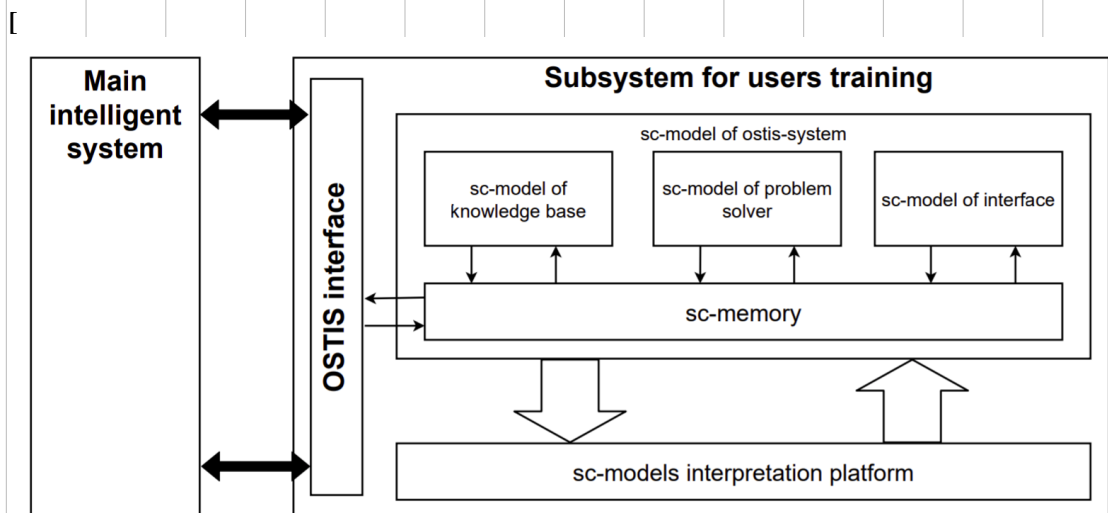 [
Main
intelligent
system
Subsystem for users training
OSTIS interface
sc-model of ostis-system
sc-model of
knowledge base
sc-model of problem
solver
sc-model of interface
sc-memory
sc-models interpretation platform